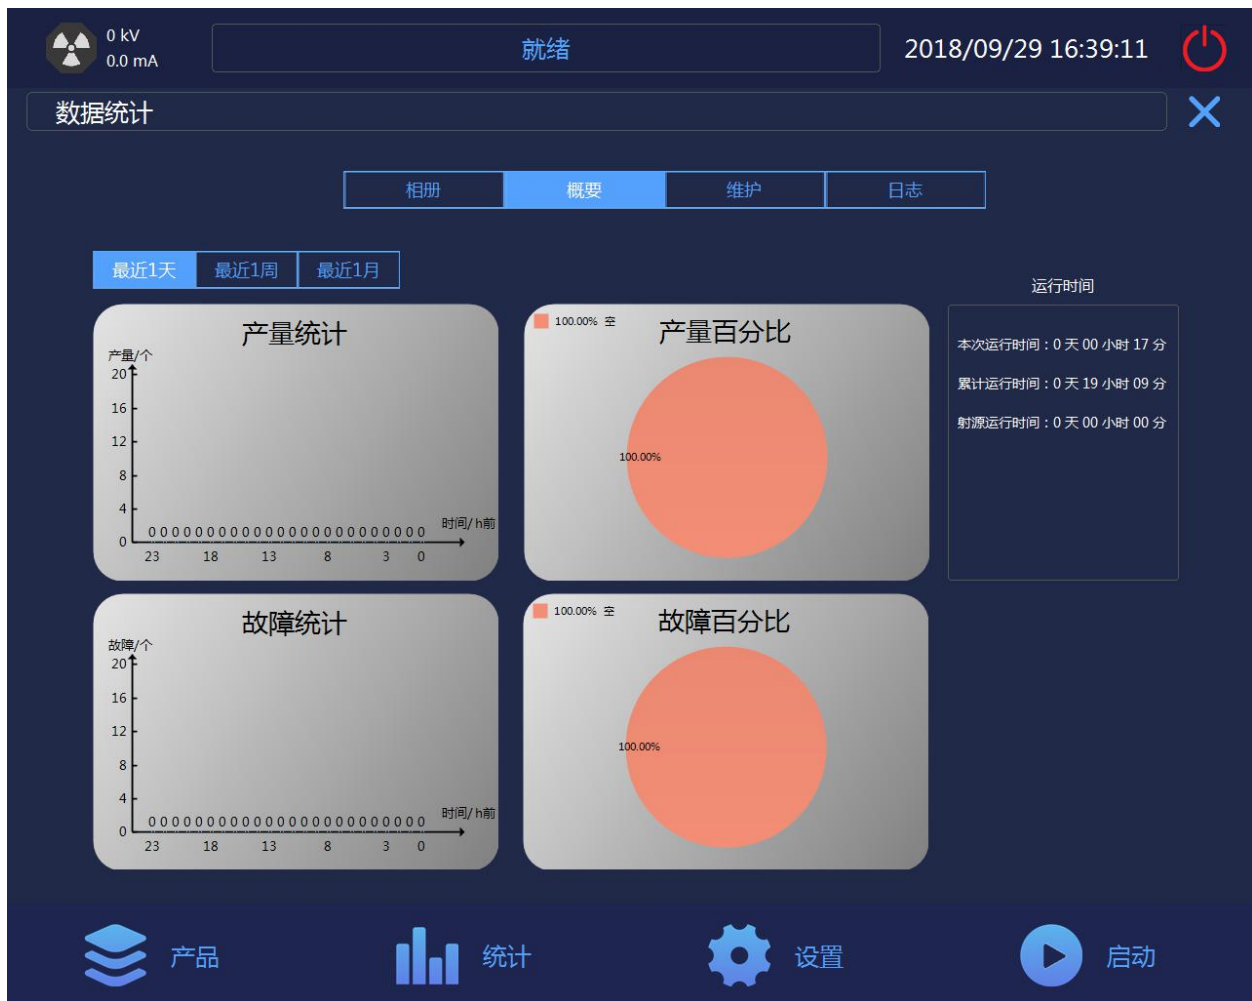 0 kV
0.0 mA
就绪
2018/09/29 16:39:11
数据统计
相册 概要 维护 日志
最近1天 最近1周 最近1月
产量统计
产量/个
20
16
12
8
4
0
0 0 0 0 0 0 0 0 0 0 0 0 0 0 0 0 0 0 0 0 0 0 0 0
时间/ h前
23 18 13 8 3 0
100.00% 空
产量百分比
100.00%
运行时间
本次运行时间：0 天 00 小时 17 分
累计运行时间：0 天 19 小时 09 分
射源运行时间：0 天 00 小时 00 分
故障统计
故障/个
20
16
12
8
4
0
0 0 0 0 0 0 0 0 0 0 0 0 0 0 0 0 0 0 0 0 0 0 0 0
时间/ h前
23 18 13 8 3 0
100.00% 空
故障百分比
100.00%
产品 统计 设置 启动